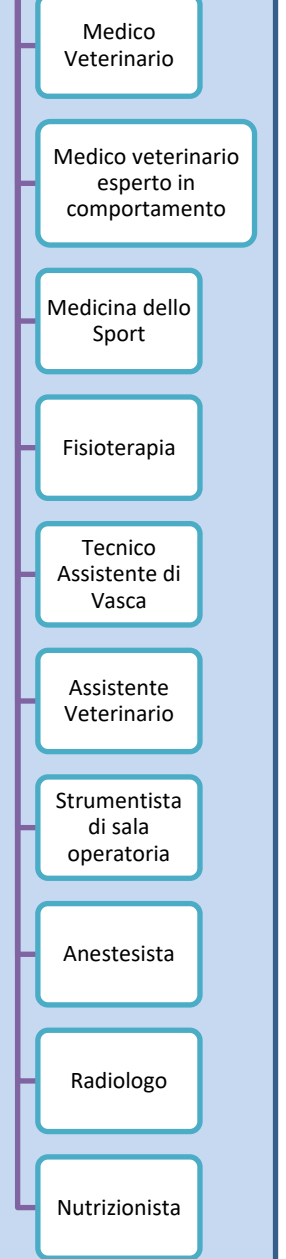 Medico
Veterinario
Medico veterinario
esperto in
comportamento
Medicina dello
Sport
Fisioterapia
Tecnico
Assistente di
Vasca
Assistente
Veterinario
Strumentista
di sala
operatoria
Anestesista
Radiologo
Nutrizionista